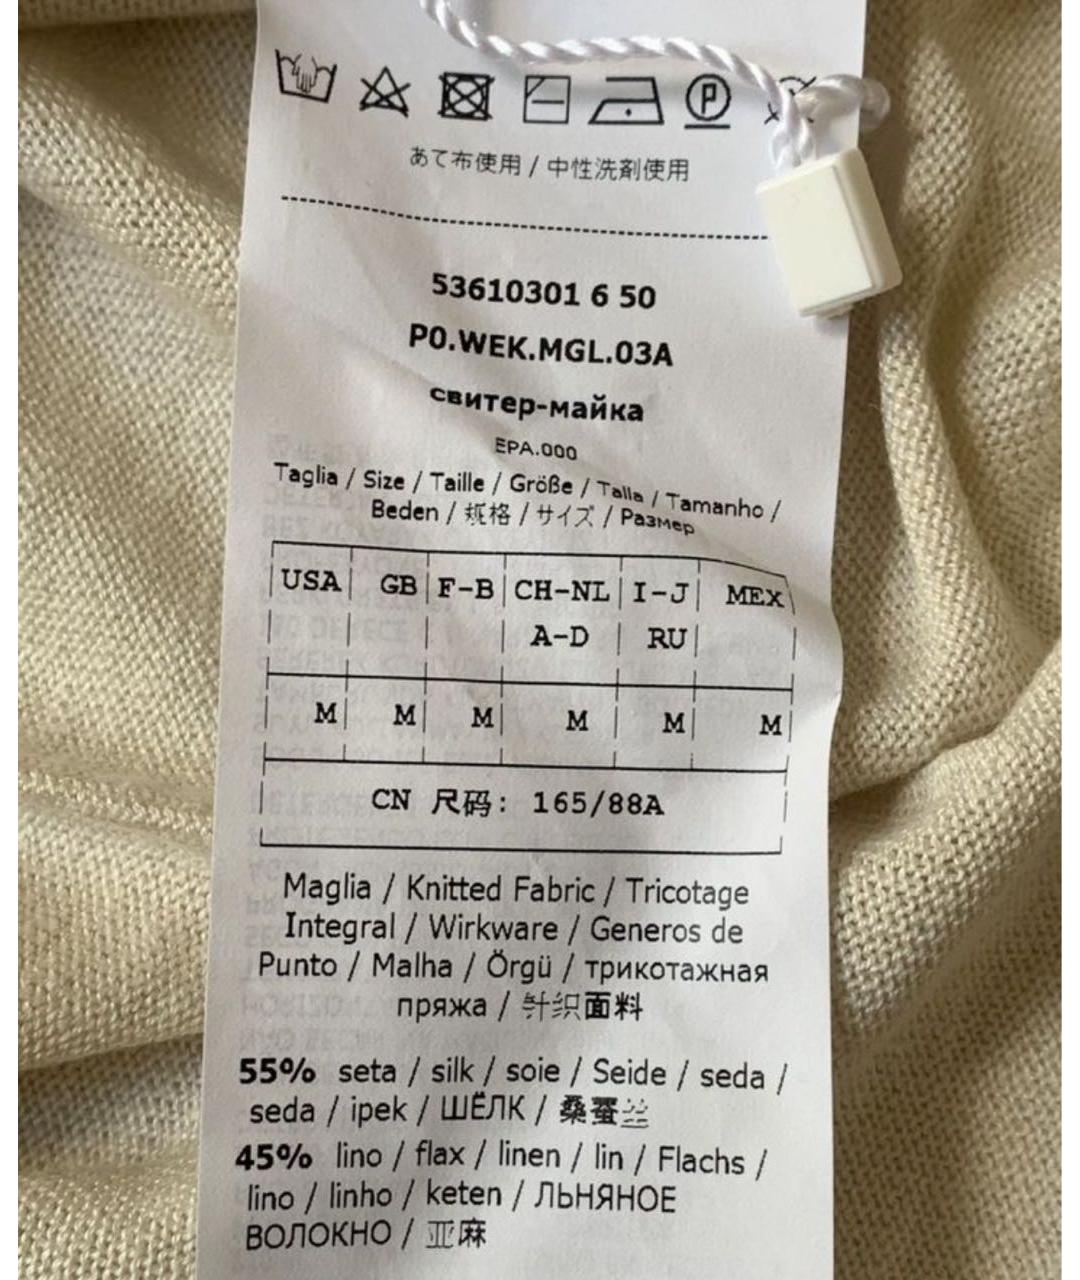 P
あて布使用 / 中性洗剤使用
53610301 6 50
P0.WEK.MGL.03A
свитер-майка
EPA.000
Taglia / Size / Taille / Größe / Talla / Tamanho /
Beden / 规格 / サイズ / Размер
USA GB F-B CH-NL I-J MEX
A-D RU
M M M M M M
CN 尺码: 165/88A
Maglia / Knitted Fabric / Tricotage
Integral / Wirkware / Generos de
Punto / Malha / Örgü / трикотажная
пряжа / 针织面料
55% seta / silk / soie / Seide / seda /
seda / ipek / ШЁЛК / 桑蚕丝
45% lino / flax / linen / lin / Flachs /
lino / linho / keten / ЛЬНЯНОЕ
ВОЛОКНО / 亚麻